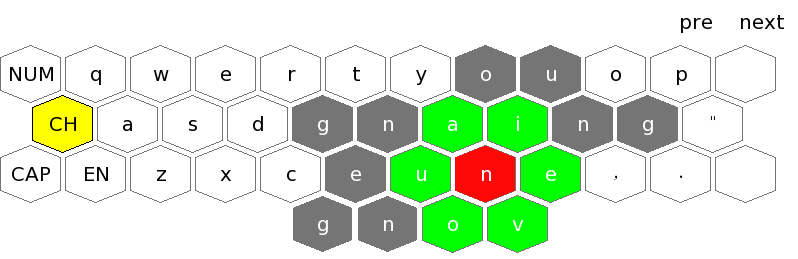 pre next
NUM q w e r t y o u o p
CH a s d g n a i n g "
CAP EN z x c e u n e , .
g n o v